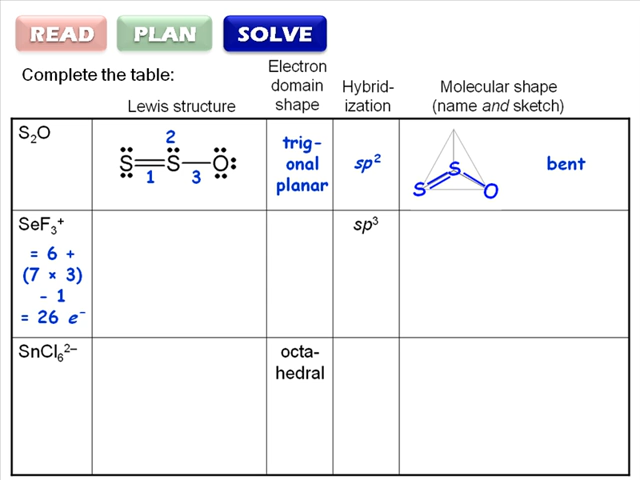 READ PLAN SOLVE
Complete the table:
Lewis structure
Electron
domain
shape
Hybrid-
ization
Molecular shape
(name and sketch)
S₂O
2
S S O
1 3
trig-
onal
planar
sp²
S
S O
bent
SeF₃⁺
= 6 +
(7 × 3)
- 1
= 26 e⁻
sp³
SnCl₆²⁻
octa-
hedral